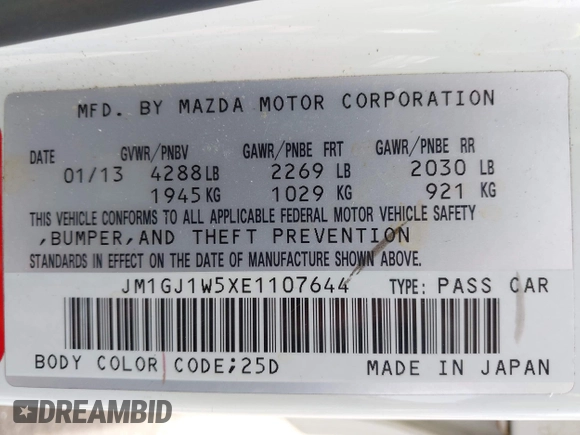 MFD. BY MAZDA MOTOR CORPORATION
DATE GVWR/PNBV GAWR/PNBE FRT GAWR/PNBE RR
01/13 4288LB 2269 LB 2030 LB
1945KG 1029 KG 921 KG
THIS VEHICLE CONFORMS TO ALL APPLICABLE FEDERAL MOTOR VEHICLE SAFETY
,BUMPER,AND THEFT PREVENTION
STANDARDS IN EFFECT ON THE DATE OF MANUFACTURE SHOWN ABOVE.
JM1GJ1W5XE1107644 TYPE: PASS CAR
BODY COLOR CODE;25D MADE IN JAPAN
DREAMBID